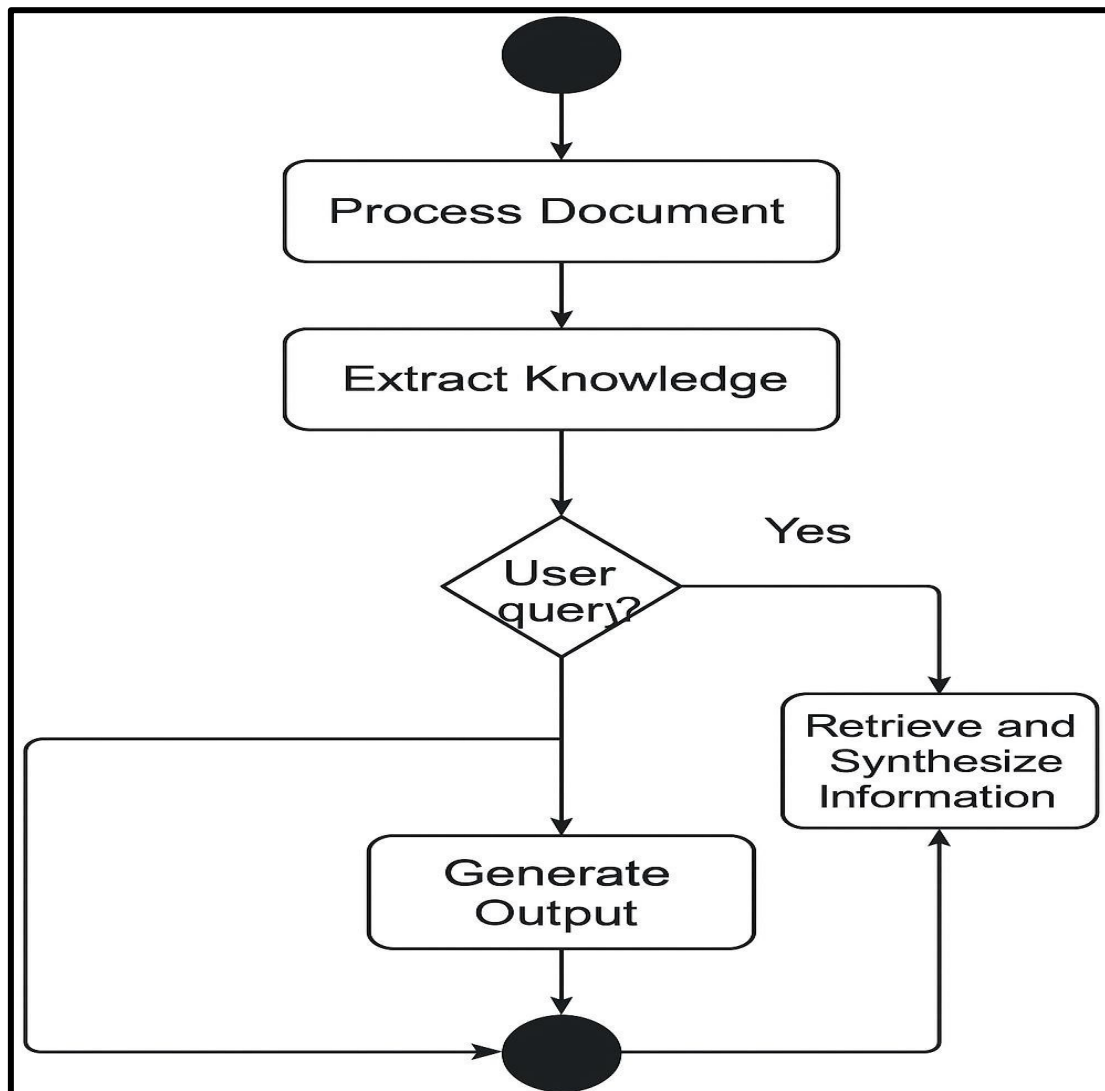 Process Document
Extract Knowledge
Yes
User
query?
Retrieve and
Synthesize
Information
Generate
Output